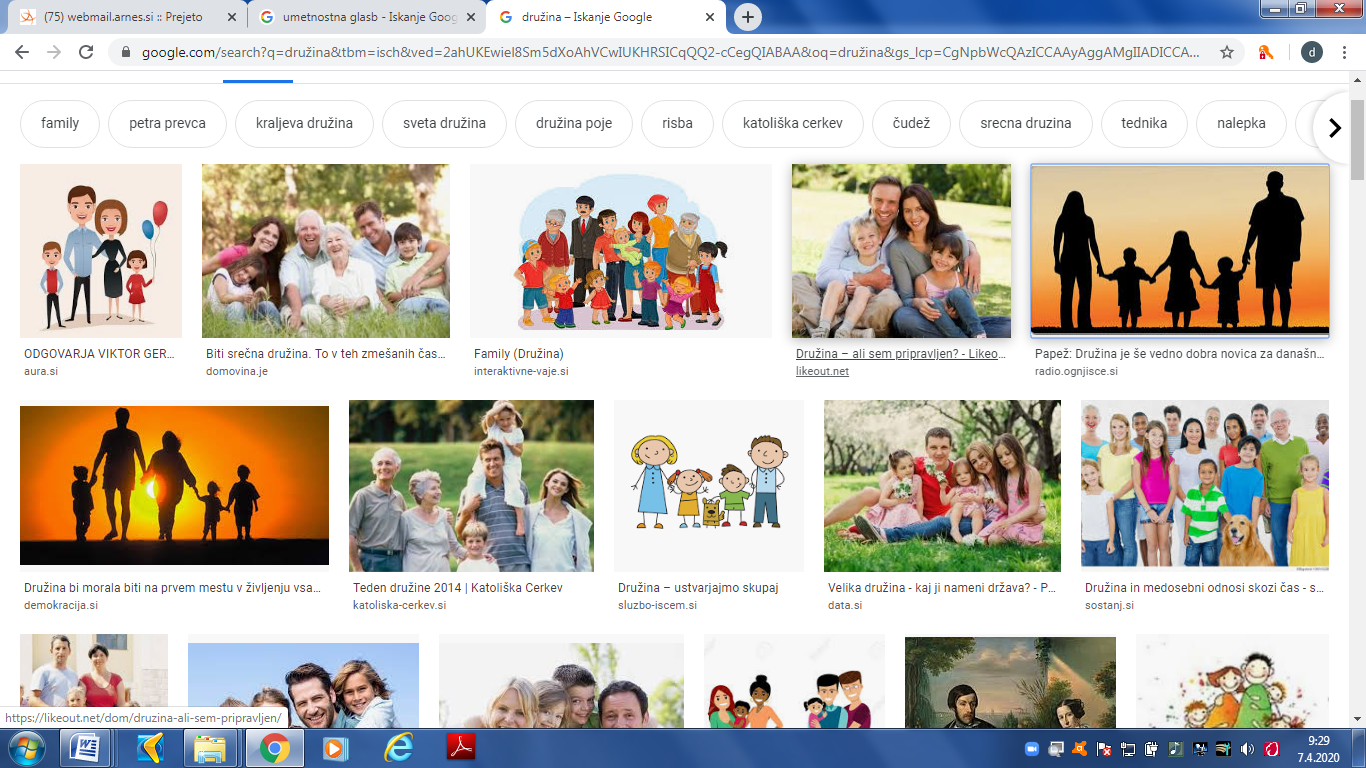 (75) webmail.arnes.si :: Prejeto
umetnostna glasb - Iskanje Goog
družina – Iskanje Google
google.com/search?q=družina&tbm=isch&ved=2ahUKEwiel8Sm5dXoAhVCwIUKHRSICqQQ2-cCegQIABAA&oq=družina&gs_lcp=CgNpbWcQAzICCAAyAggAMgIIADICCA...
d
family
petra prevca
kraljeva družina
sveta družina
družina poje
risba
katoliška cerkev
čudež
srecna druzina
tednika
nalepka
ODGOVARJA VIKTOR GER...
aura.si
Biti srečna družina. To v teh zmešanih čas...
domovina.je
Family (Družina)
interaktivne-vaje.si
Družina – ali sem pripravljen? - Likeo...
likeout.net
Papež: Družina je še vedno dobra novica za današn...
radio.ognjisce.si
Družina bi morala biti na prvem mestu v življenju vsa...
demokracija.si
Teden družine 2014 | Katoliška Cerkev
katoliska-cerkev.si
Družina – ustvarjajmo skupaj
sluzbo-iscem.si
Velika družina - kaj ji nameni država? - P...
data.si
Družina in medosebni odnosi skozi čas - s...
sostanj.si
https://likeout.net/dom/druzina-ali-sem-pripravljen/
9:29
7.4.2020